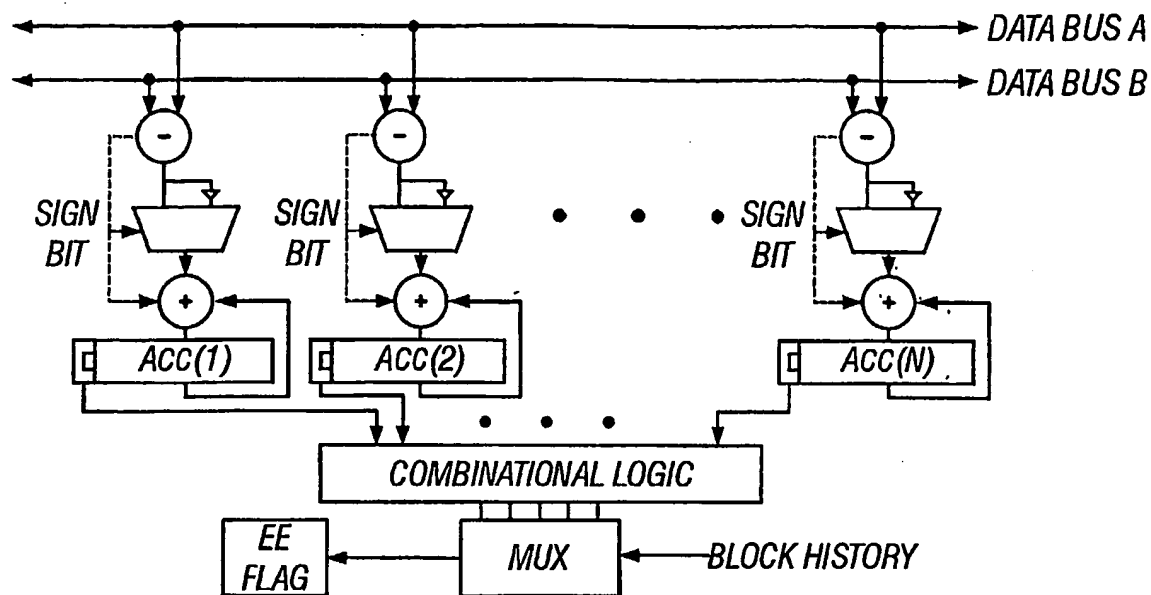 DATA BUS A
DATA BUS B
-
-
-
SIGN
BIT
SIGN
BIT
SIGN
BIT
+
+
+
ACC(1)
ACC(2)
ACC(N)
COMBINATIONAL LOGIC
EE
FLAG
MUX
BLOCK HISTORY